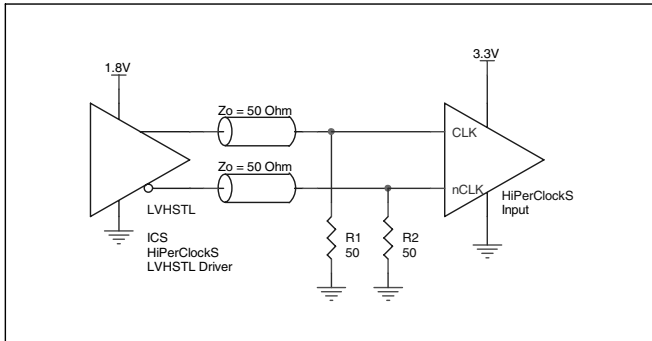 1.8V
3.3V
Zo = 50 Ohm
CLK
Zo = 50 Ohm
nCLK
HiPerClockS
Input
LVHSTL
ICS
HiPerClockS
LVHSTL Driver
R1
50
R2
50